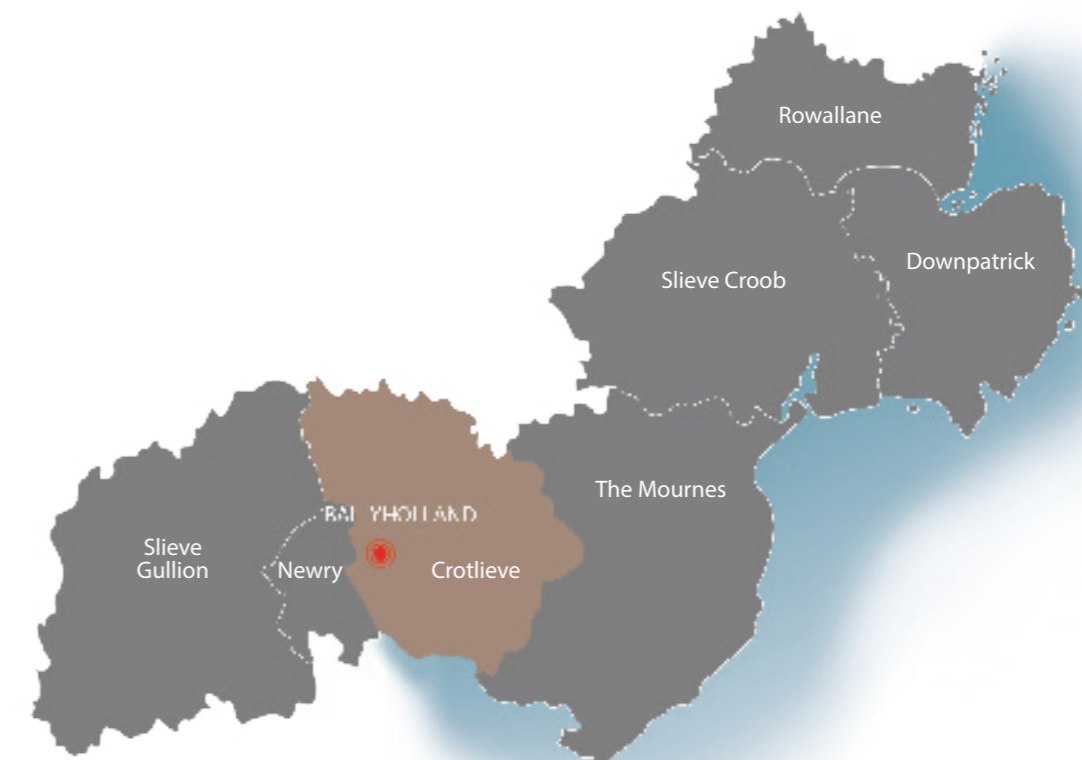 Rowallane
Downpatrick
Slieve Croob
The Mournes
BALLYHOLLAND
Slieve
Gullion
Newry
Crotlieve